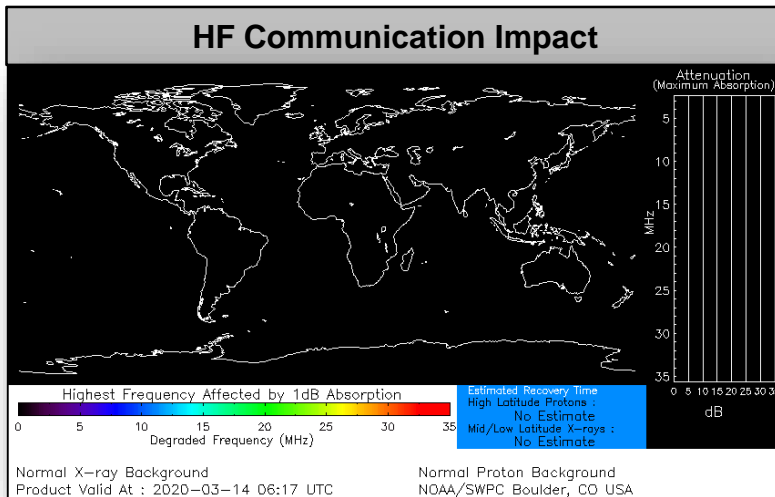 HF Communication Impact
Attenuation
(Maximum Absorption)
5
10
15
MHz
20
25
30
35
0 5 10 15 20 25 30
dB
Highest Frequency Affected by 1dB Absorption
0 5 10 15 20 25 30 35
Degraded Frequency (MHz)
Estimated Recovery Time
High Latitude Protons :
No Estimate
Mid/Low Latitude X-rays :
No Estimate
Normal X-ray Background
Normal Proton Background
Product Valid At : 2020-03-14 06:17 UTC
NOAA/SWPC Boulder, CO USA